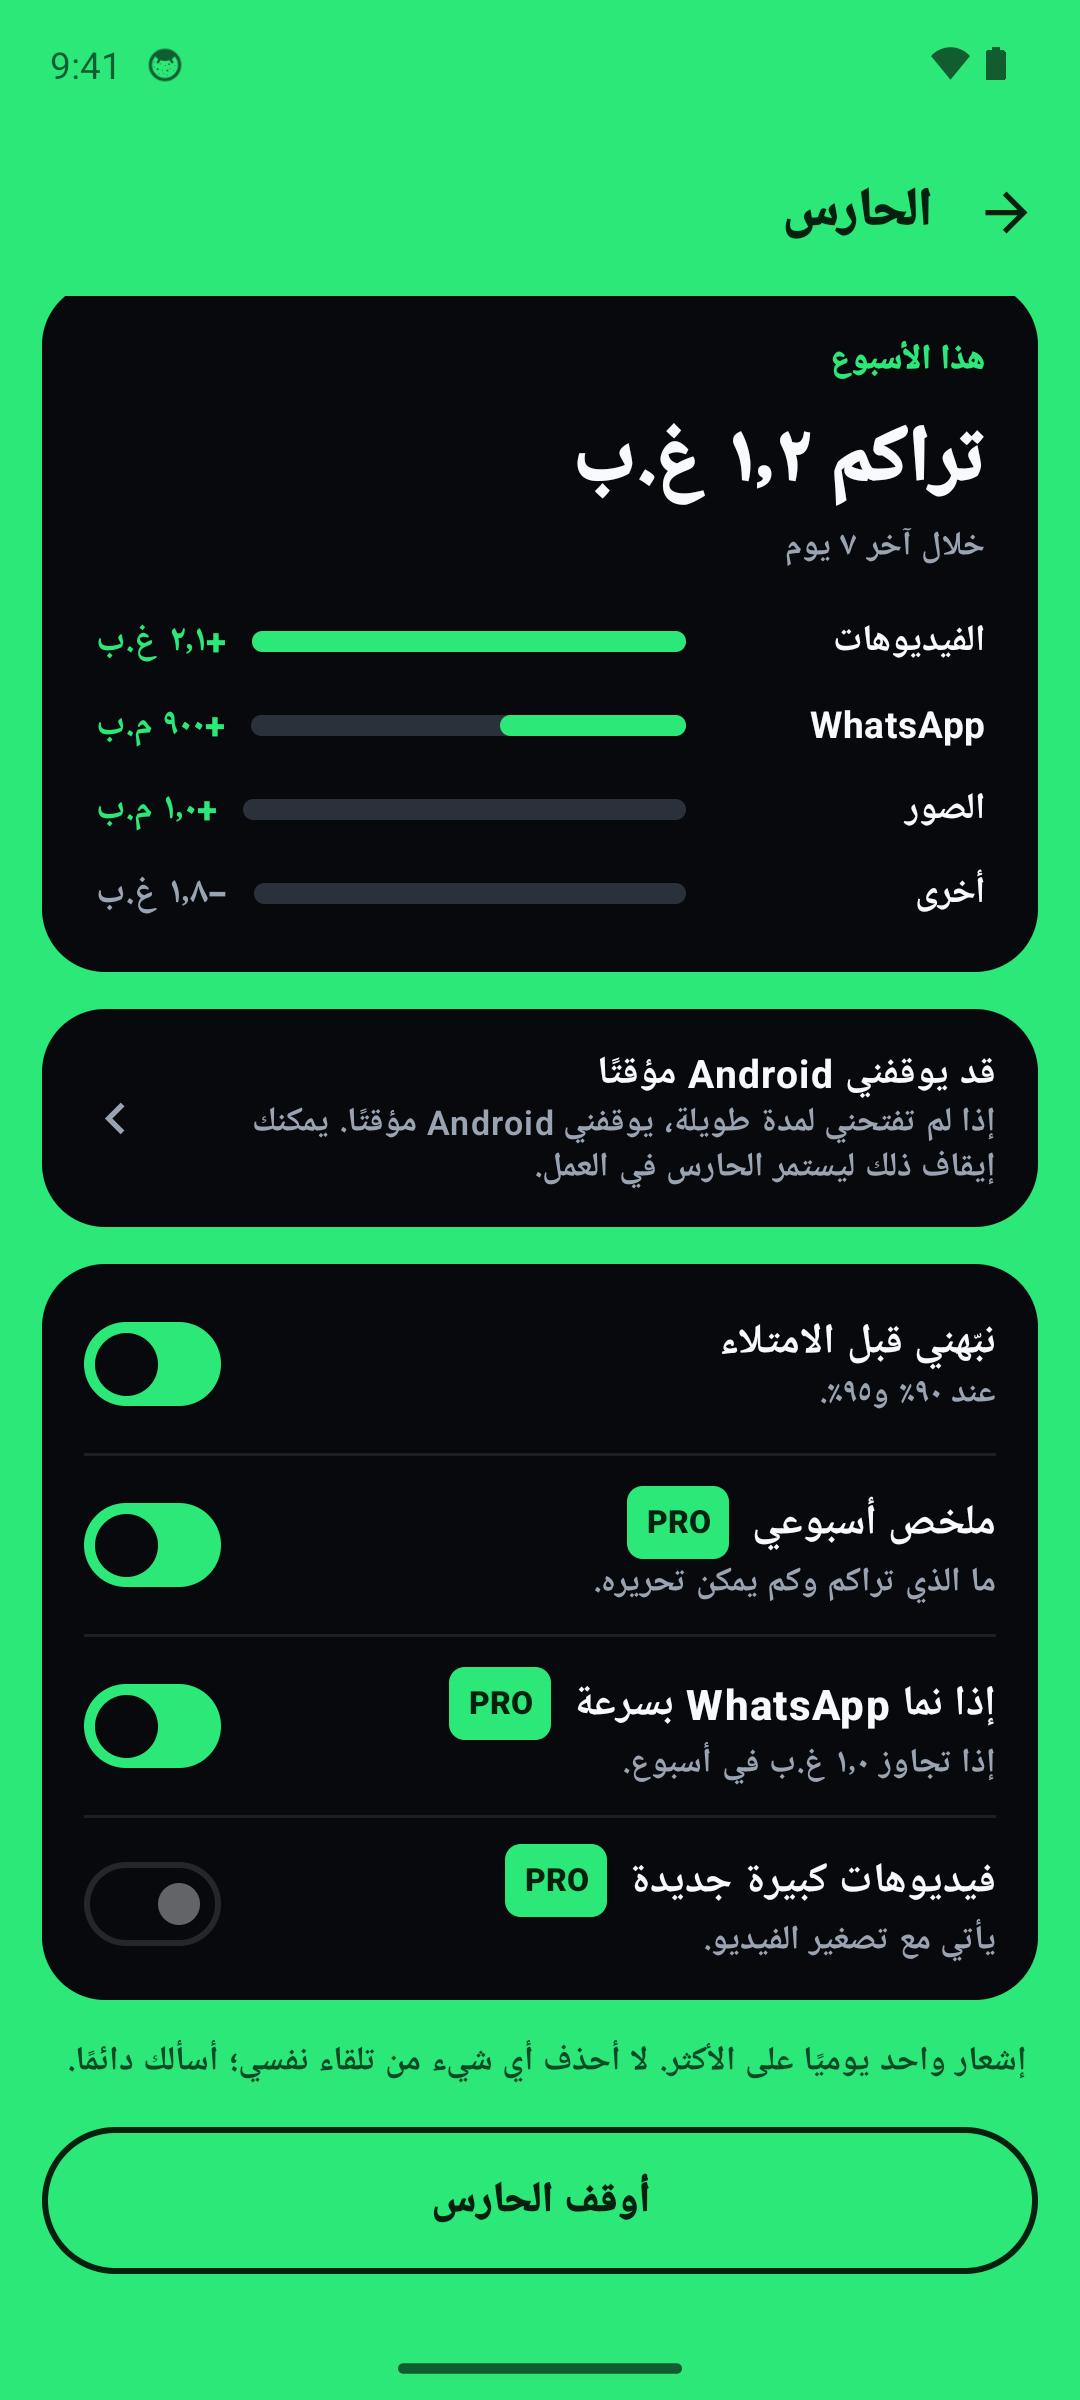 9:41
الحارس
هذا الأسبوع
تراكم ١,٢ غ.ب
خلال آخر ٧ يوم
الفيديوهات
+٢,١ غ.ب
WhatsApp
+٩٠٠ م.ب
الصور
+١,٠ م.ب
أخرى
−١,٨ غ.ب
قد يوقفني Android مؤقتًا
إذا لم تفتحني لمدة طويلة، يوقفني Android مؤقتًا. يمكنك
إيقاف ذلك ليستمر الحارس في العمل.
نبّهني قبل الامتلاء
عند ٩٠٪ و٩٥٪.
ملخص أسبوعي PRO
ما الذي تراكم وكم يمكن تحريره.
إذا نما WhatsApp بسرعة PRO
إذا تجاوز ١,٠ غ.ب في أسبوع.
فيديوهات كبيرة جديدة PRO
يأتي مع تصغير الفيديو.
إشعار واحد يوميًا على الأكثر. لا أحذف أي شيء من تلقاء نفسي؛ أسألك دائمًا.
أوقف الحارس